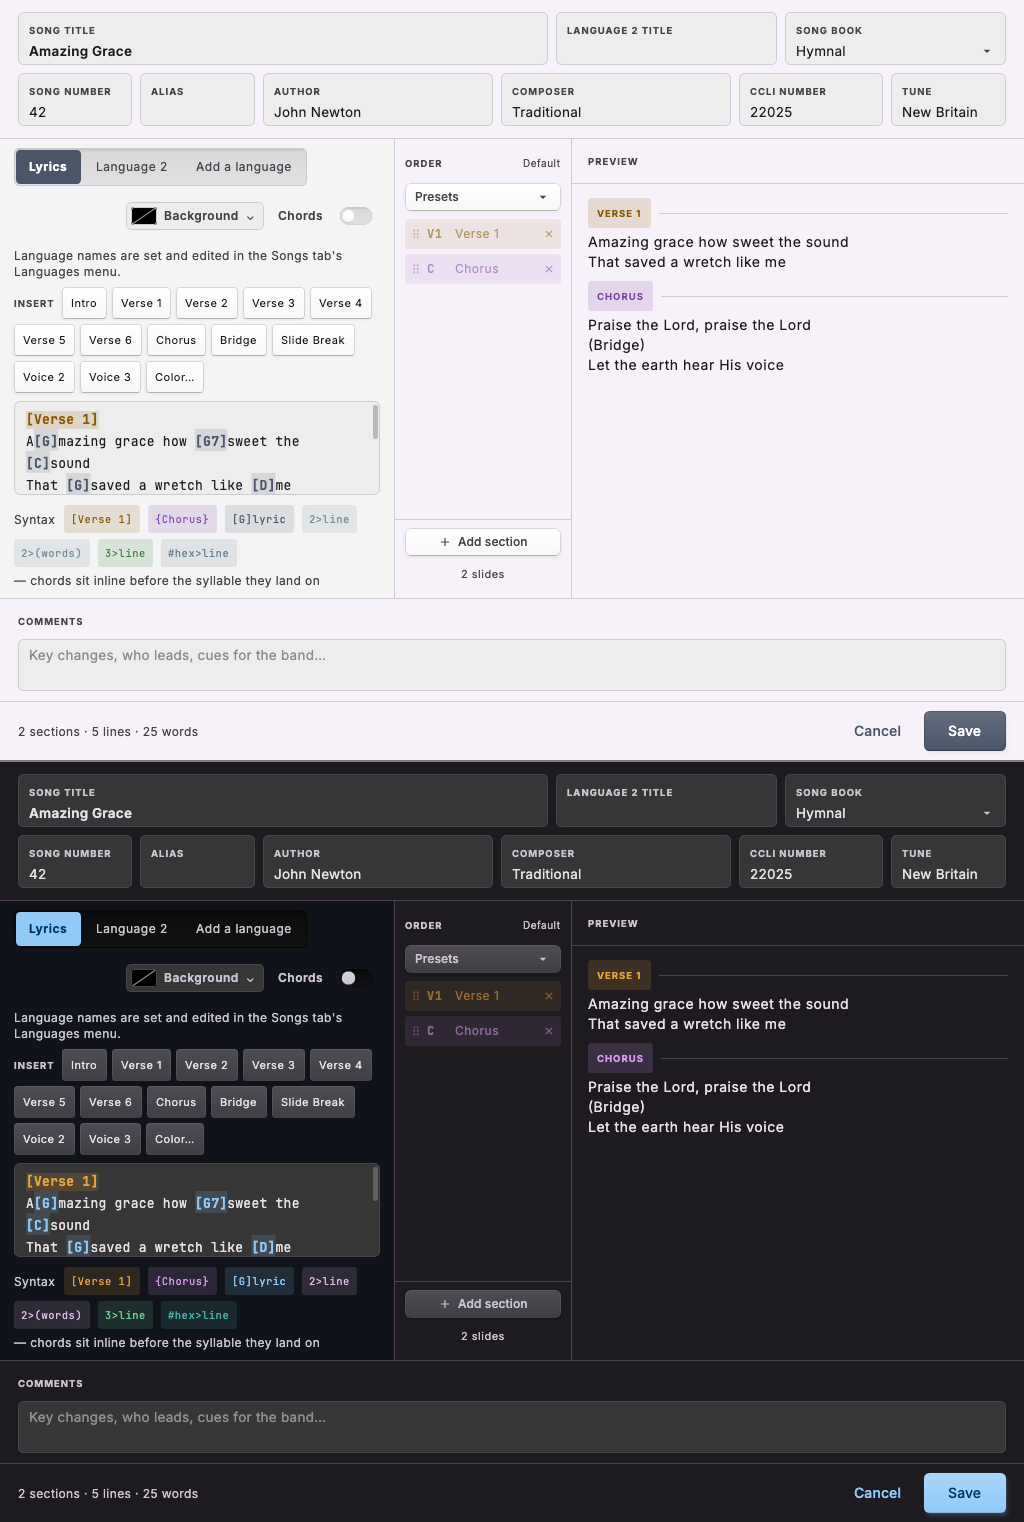 SONG TITLE
Amazing Grace
LANGUAGE 2 TITLE
SONG BOOK
Hymnal
SONG NUMBER
42
ALIAS
AUTHOR
John Newton
COMPOSER
Traditional
CCLI NUMBER
22025
TUNE
New Britain
Lyrics
Language 2
Add a language
Background
Chords
Language names are set and edited in the Songs tab's
Languages menu.
INSERT
Intro
Verse 1
Verse 2
Verse 3
Verse 4
Verse 5
Verse 6
Chorus
Bridge
Slide Break
Voice 2
Voice 3
Color...
[Verse 1]
A[G]mazing grace how [G7]sweet the
[C]sound
That [G]saved a wretch like [D]me
Syntax
[Verse 1]
{Chorus}
[G]lyric
2>line
2>(words)
3>line
#hex>line
— chords sit inline before the syllable they land on
ORDER
Default
Presets
V1 Verse 1 ×
C Chorus ×
+ Add section
2 slides
PREVIEW
VERSE 1
Amazing grace how sweet the sound
That saved a wretch like me
CHORUS
Praise the Lord, praise the Lord
(Bridge)
Let the earth hear His voice
COMMENTS
Key changes, who leads, cues for the band...
2 sections · 5 lines · 25 words
Cancel
Save
SONG TITLE
Amazing Grace
LANGUAGE 2 TITLE
SONG BOOK
Hymnal
SONG NUMBER
42
ALIAS
AUTHOR
John Newton
COMPOSER
Traditional
CCLI NUMBER
22025
TUNE
New Britain
Lyrics
Language 2
Add a language
Background
Chords
Language names are set and edited in the Songs tab's
Languages menu.
INSERT
Intro
Verse 1
Verse 2
Verse 3
Verse 4
Verse 5
Verse 6
Chorus
Bridge
Slide Break
Voice 2
Voice 3
Color...
[Verse 1]
A[G]mazing grace how [G7]sweet the
[C]sound
That [G]saved a wretch like [D]me
Syntax
[Verse 1]
{Chorus}
[G]lyric
2>line
2>(words)
3>line
#hex>line
— chords sit inline before the syllable they land on
ORDER
Default
Presets
V1 Verse 1 ×
C Chorus ×
+ Add section
2 slides
PREVIEW
VERSE 1
Amazing grace how sweet the sound
That saved a wretch like me
CHORUS
Praise the Lord, praise the Lord
(Bridge)
Let the earth hear His voice
COMMENTS
Key changes, who leads, cues for the band...
2 sections · 5 lines · 25 words
Cancel
Save